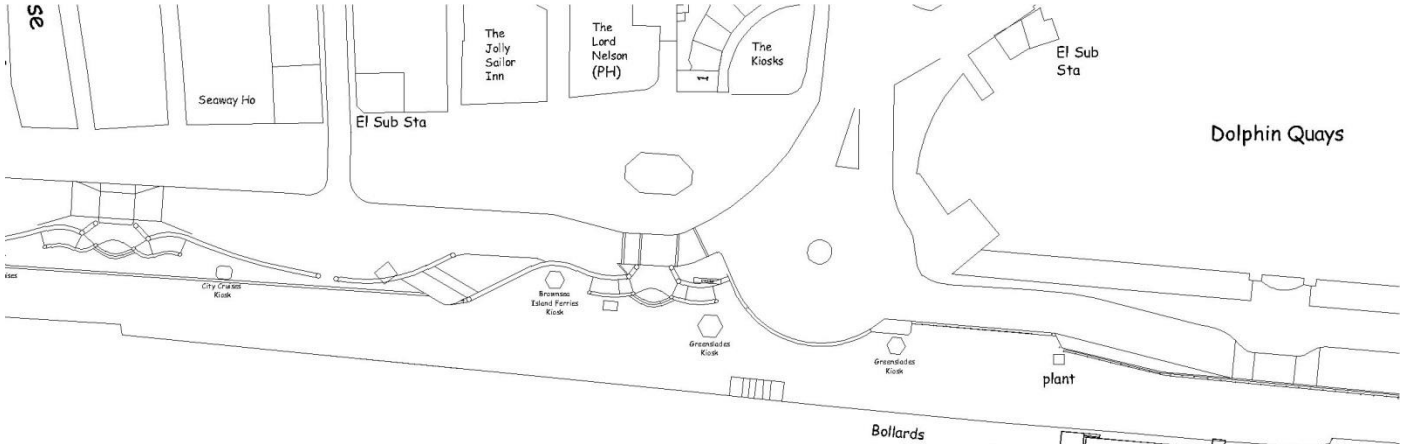 se
The
Jolly
Sailor
Inn
The
Lord
Nelson
(PH)
The
Kiosks
El Sub
Sta
Seaway Ho
El Sub Sta
Dolphin Quays
City Cruises
Kiosk
Brownsea
Island Ferries
Kiosk
Greenslades
Kiosk
Greenslades
Kiosk
plant
Bollards